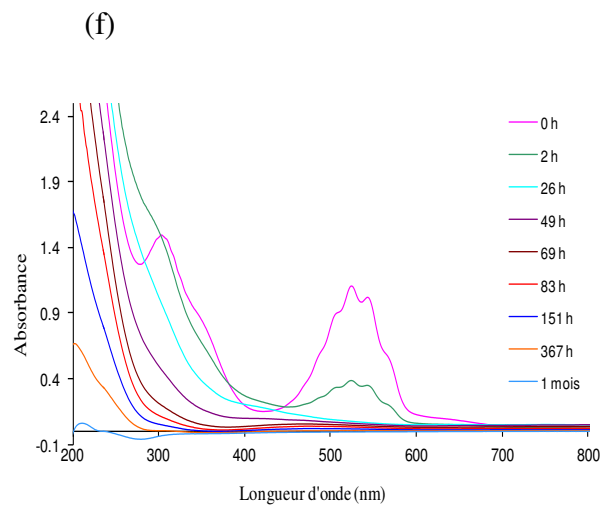 (f)
2.4
1.9
1.4
0.9
0.4
-0.1
Absorbance
200 300 400 500 600 700 800
Longueur d'onde (nm)
0 h
2 h
26 h
49 h
69 h
83 h
151 h
367 h
1 mois